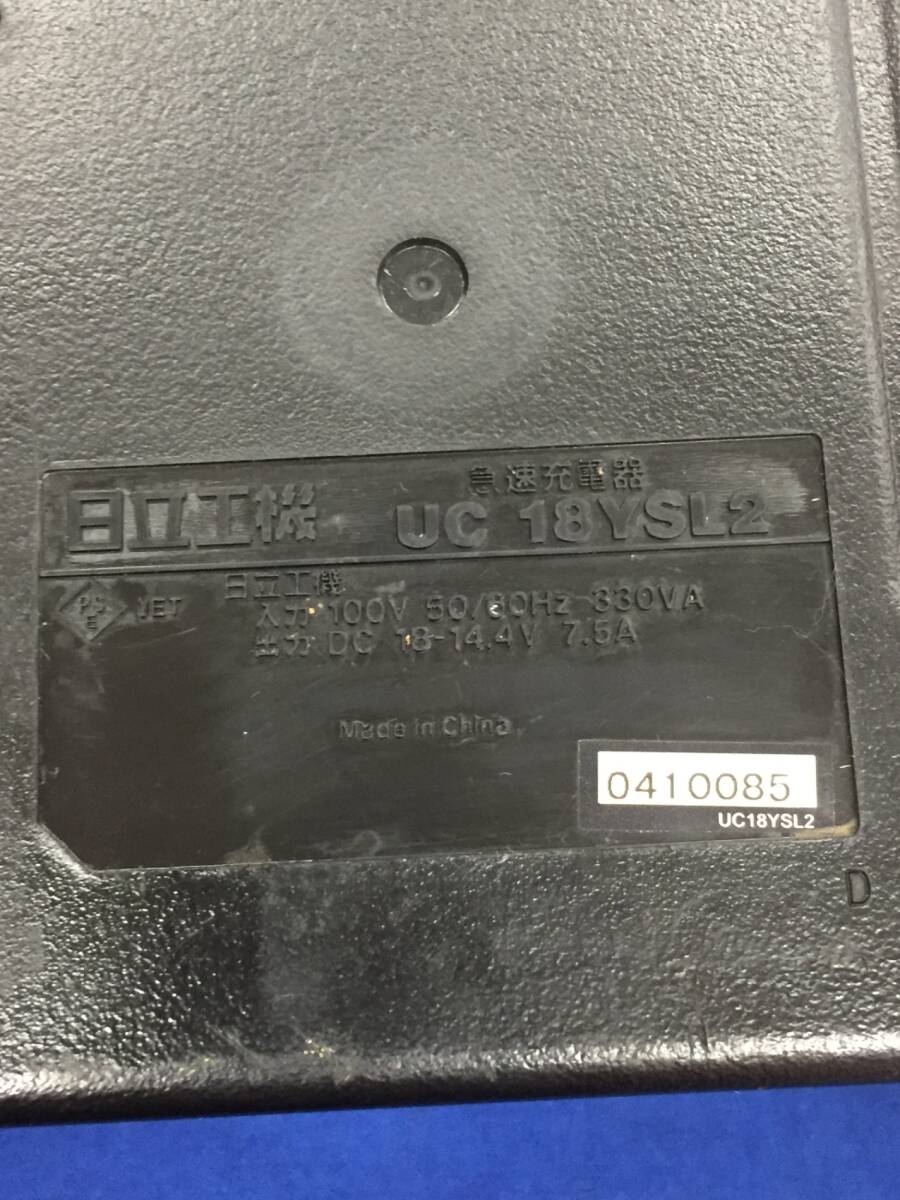 急速充電器
日立工機 UC 18YSL2
PS E JET
日立工機
入力 100V 50/60Hz 330VA
出力 DC 18-14.4V 7.5A
Made in China
0410085
UC18YSL2
D